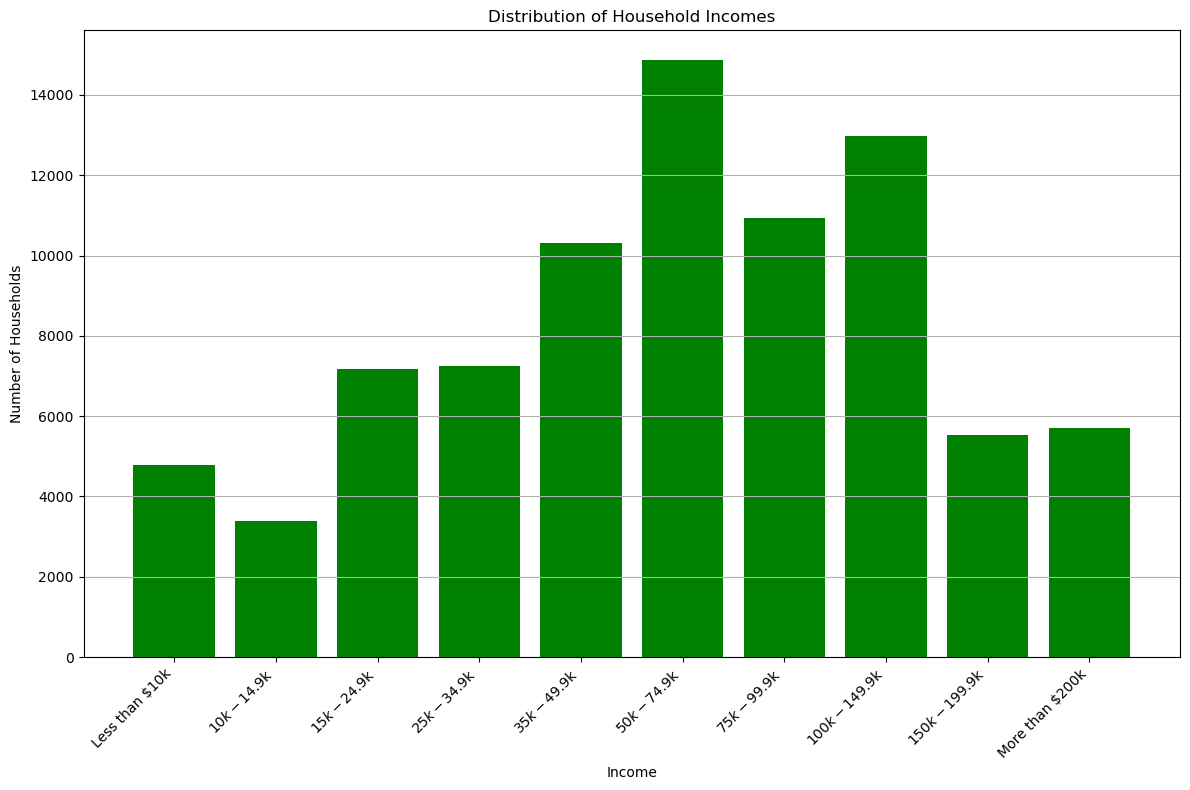 Distribution of Household Incomes
Number of Households
14000
12000
10000
8000
6000
4000
2000
0
Less than $10k
10k − 14.9k
15k − 24.9k
25k − 34.9k
35k − 49.9k
50k − 74.9k
75k − 99.9k
100k − 149.9k
150k − 199.9k
More than $200k
Income